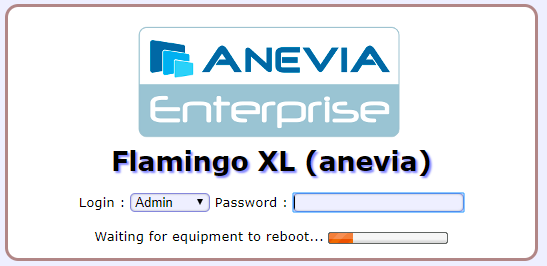 ANEVIA
Enterprise
Flamingo XL (anevia)
Login : Admin Password :
Waiting for equipment to reboot...